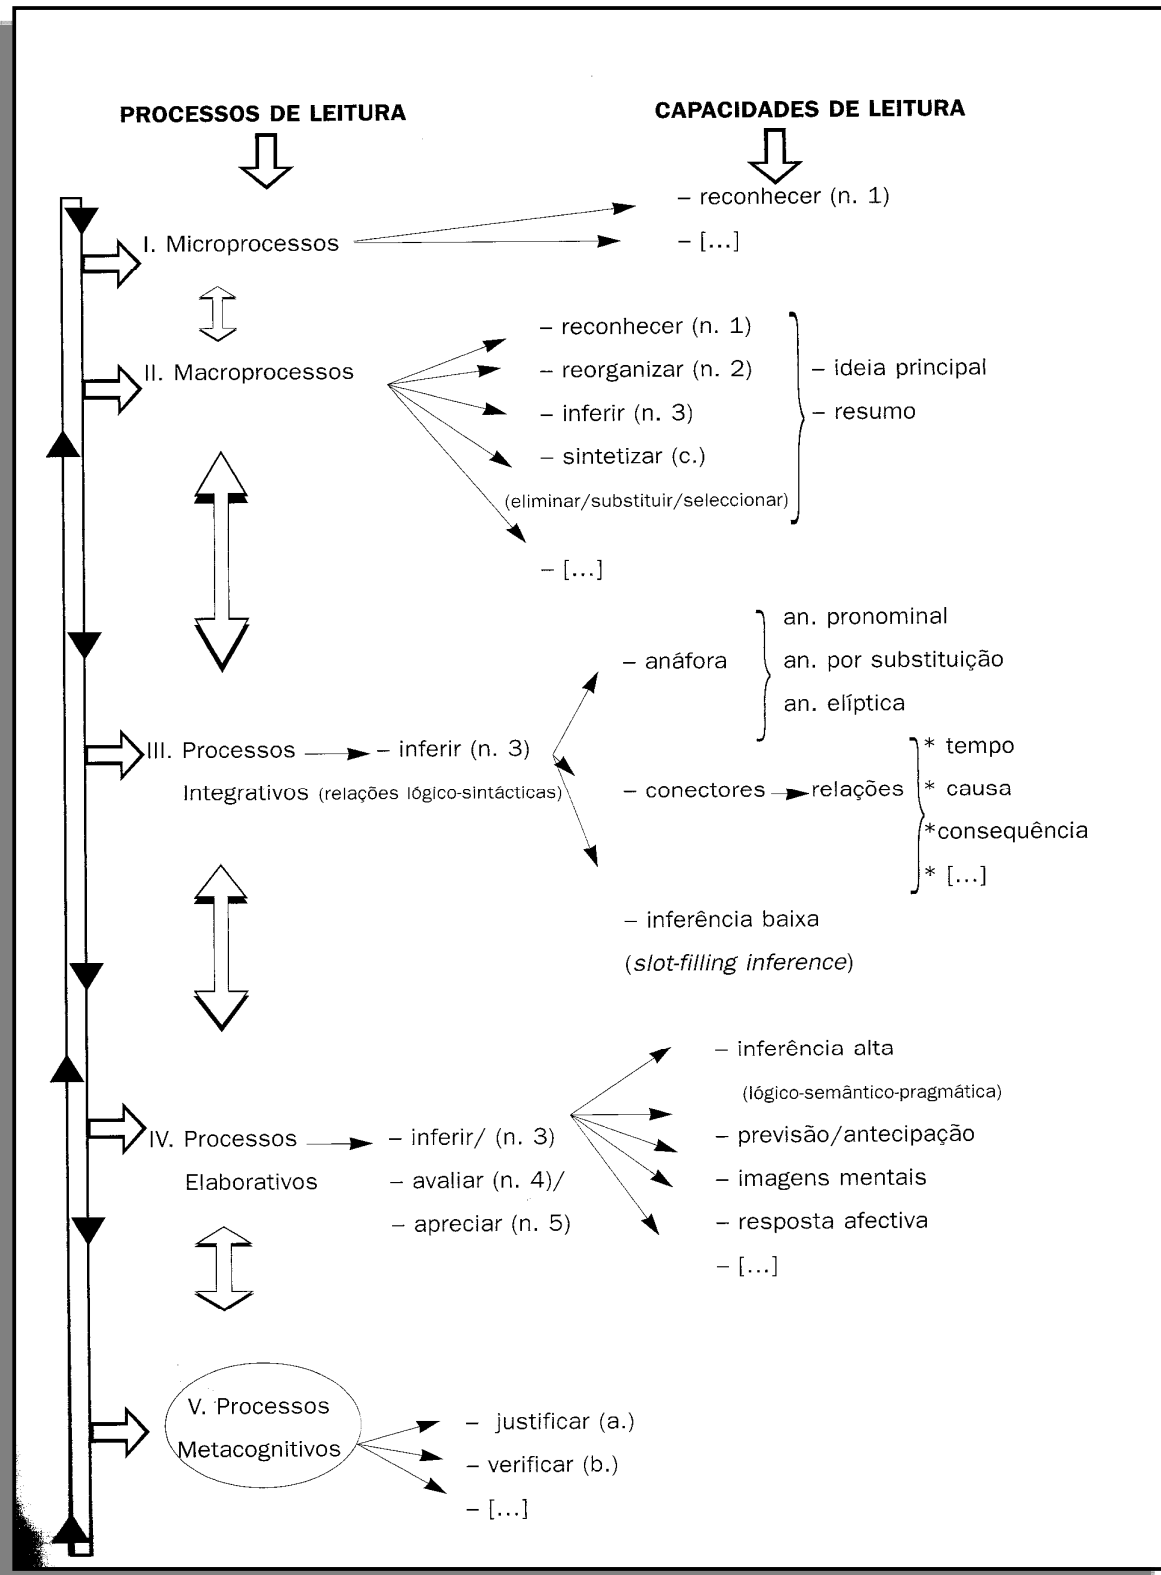 PROCESSOS DE LEITURA
CAPACIDADES DE LEITURA
– reconhecer (n. 1)
I. Microprocessos
– [...]
– reconhecer (n. 1)
II. Macroprocessos
– reorganizar (n. 2)
– ideia principal
– inferir (n. 3)
– resumo
– sintetizar (c.)
(eliminar/substituir/seleccionar)
– [...]
an. pronominal
– anáfora
an. por substituição
an. elíptica
III. Processos
– inferir (n. 3)
* tempo
Integrativos (relações lógico-sintácticas)
– conectores
relações
* causa
*consequência
* [...]
– inferência baixa
(slot-filling inference)
– inferência alta
(lógico-semântico-pragmática)
IV. Processos
– inferir/ (n. 3)
– previsão/antecipação
Elaborativos
– avaliar (n. 4)/
– imagens mentais
– apreciar (n. 5)
– resposta afectiva
– [...]
V. Processos
Metacognitivos
– justificar (a.)
– verificar (b.)
– [...]